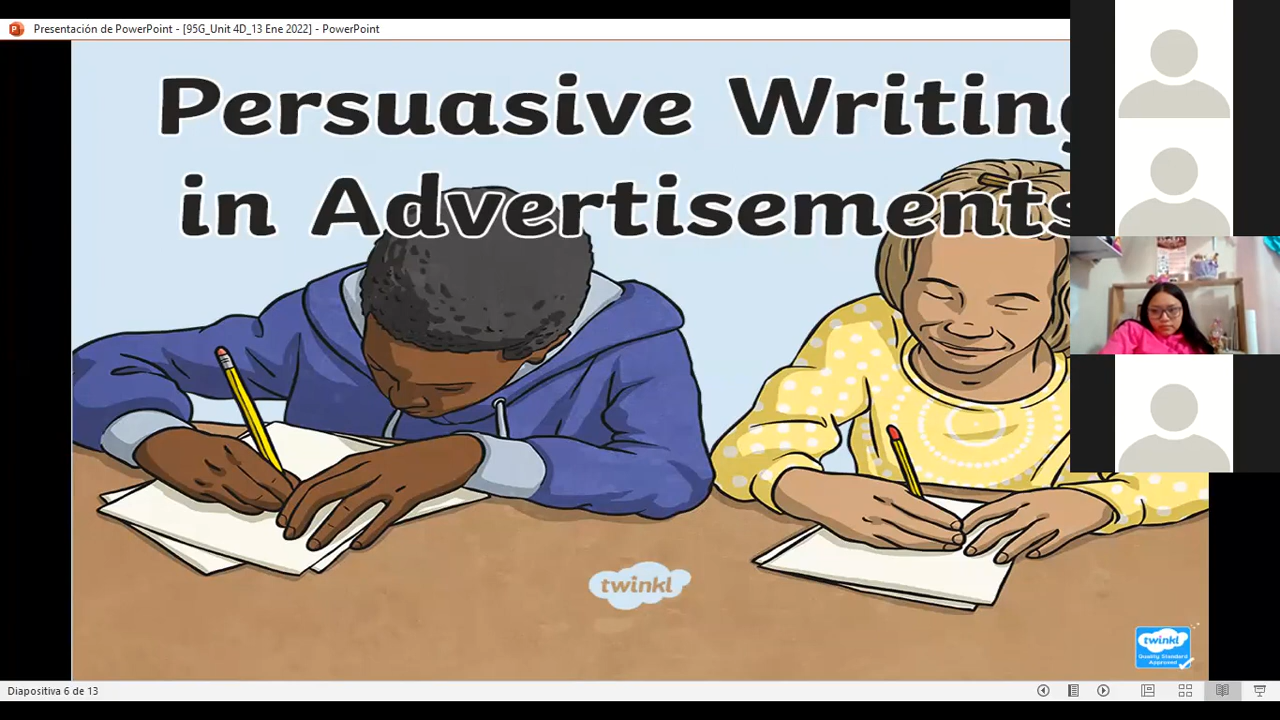 Presentación de PowerPoint - [95G_Unit 4D_13 Ene 2022] - PowerPoint
Persuasive Writing
in Advertisements
twinkl
twinkl
Quality Standard
Approved
Diapositiva 6 de 13